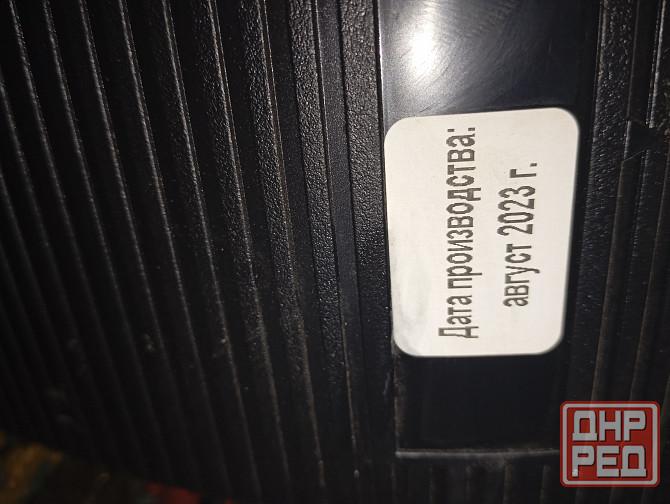 Дата производства:
август 2023 г.
ДНР
РЕД